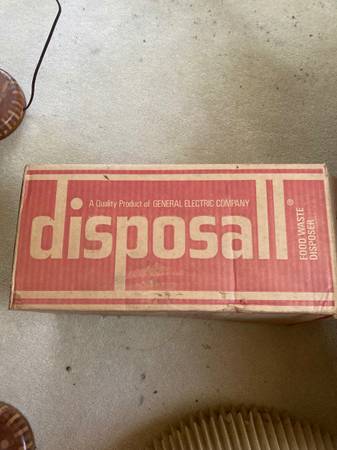 A Quality Product of GENERAL ELECTRIC COMPANY
disposall®
FOOD WASTE
DISPOSER